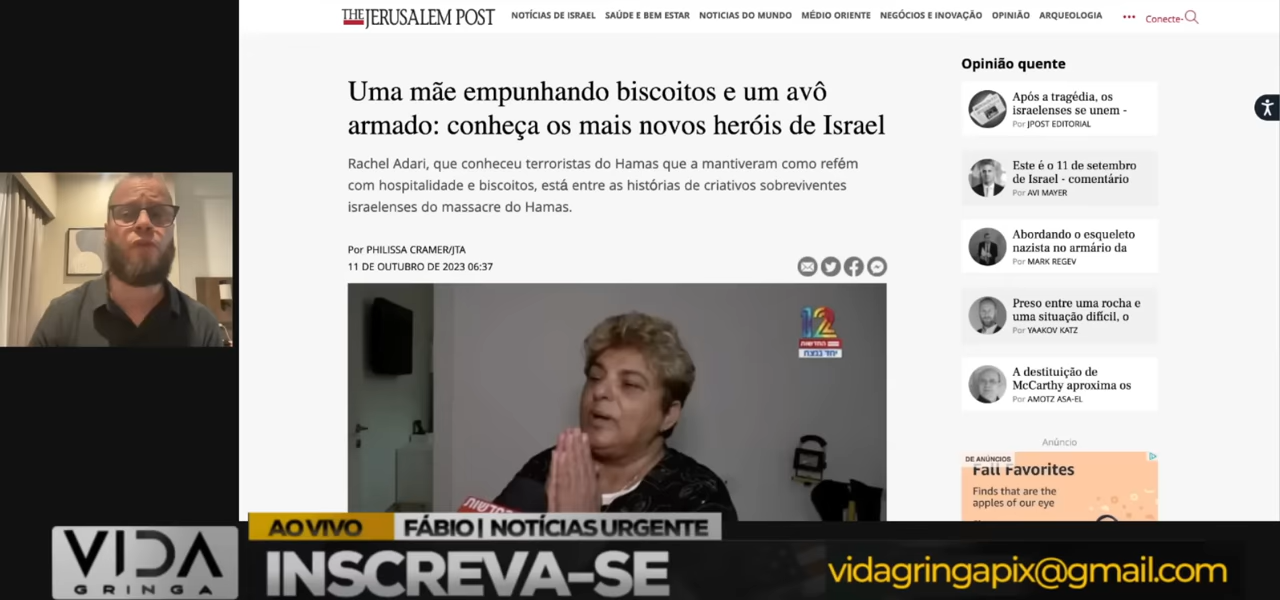 THE JERUSALEM POST
NOTÍCIAS DE ISRAEL SAÚDE E BEM ESTAR NOTICIAS DO MUNDO MÉDIO ORIENTE NEGÓCIOS E INOVAÇÃO OPINIÃO ARQUEOLOGIA ••• Conecte-
Uma mãe empunhando biscoitos e um avô
armado: conheça os mais novos heróis de Israel
Rachel Adari, que conheceu terroristas do Hamas que a mantiveram como refém
com hospitalidade e biscoitos, está entre as histórias de criativos sobreviventes
israelenses do massacre do Hamas.
Por PHILISSA CRAMER/JTA
11 DE OUTUBRO DE 2023 06:37
12
החדשות
יחד ננצח
חדשות
Opinião quente
Após a tragédia, os
israelenses se unem -
Por JPOST EDITORIAL
Este é o 11 de setembro
de Israel - comentário
Por AVI MAYER
Abordando o esqueleto
nazista no armário da
Por MARK REGEV
Preso entre uma rocha e
uma situação difícil, o
Por YAAKOV KATZ
A destituição de
McCarthy aproxima os
Por AMOTZ ASA-EL
Anúncio
DE ANÚNCIOS
Fall Favorites
Finds that are the
apples of our eye
AO VIVO FÁBIO | NOTÍCIAS URGENTE
VIDA
GRINGA
INSCREVA-SE
vidagringapix@gmail.com